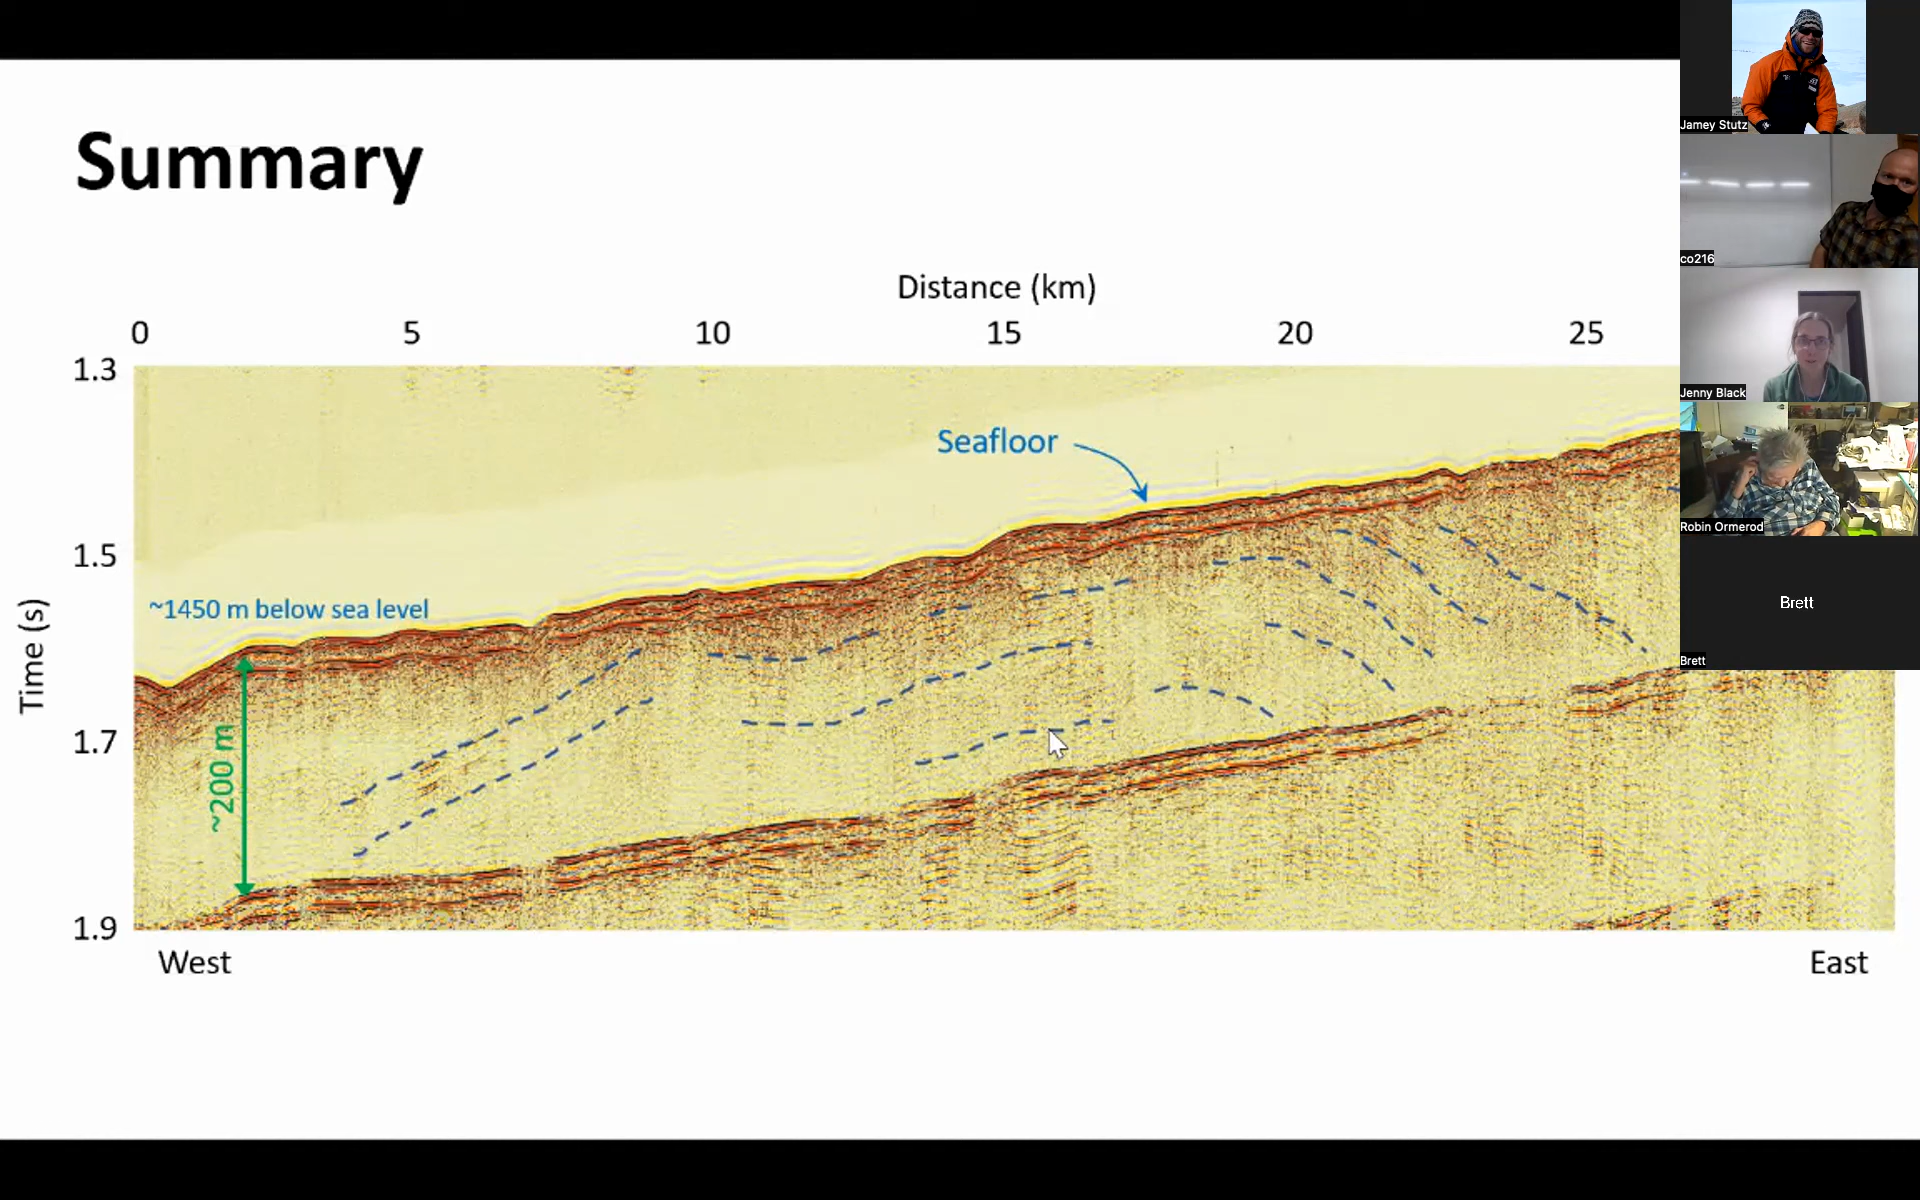 Summary
Distance (km)
0 5 10 15 20 25
1.3
Seafloor
1.5
~1450 m below sea level
Time (s)
~200 m
1.7
1.9
West
East
Jamey Stutz
co216
Jenny Black
Robin Ormerod
Brett
Brett